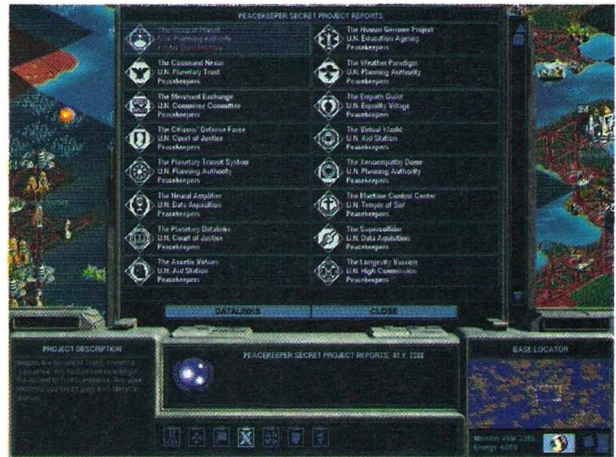 PEACEKEEPER SECRET PROJECT REPORTS
The Voice of Planet
U.N. Planning Authority
The Human Genome Project
U.N. Education Agency
Peacekeepers
The Command Nexus
U.N. Planetary Trust
Peacekeepers
The Weather Paradigm
U.N. Planning Authority
Peacekeepers
The Merchant Exchange
U.N. Commerce Committee
Peacekeepers
The Empath Guild
U.N. Equality Village
Peacekeepers
The Citizens' Defense Force
U.N. Court of Justice
Peacekeepers
The Virtual World
U.N. Aid Station
Peacekeepers
The Planetary Transit System
U.N. Planning Authority
Peacekeepers
The Xenoempathy Dome
U.N. Planning Authority
Peacekeepers
The Neural Amplifier
U.N. Data Aquisition
Peacekeepers
The Maritime Control Center
U.N. Temple of Sol
Peacekeepers
The Planetary Datalinks
U.N. Court of Justice
Peacekeepers
The Supercollider
U.N. Data Aquisition
Peacekeepers
The Ascetic Virtues
U.N. Aid Station
Peacekeepers
The Longevity Vaccine
U.N. High Commission
Peacekeepers
DATALINKS
CLOSE
PROJECT DESCRIPTION
PEACEKEEPER SECRET PROJECT REPORTS, M.Y.
BASE LOCATOR
Mission Year
Energy